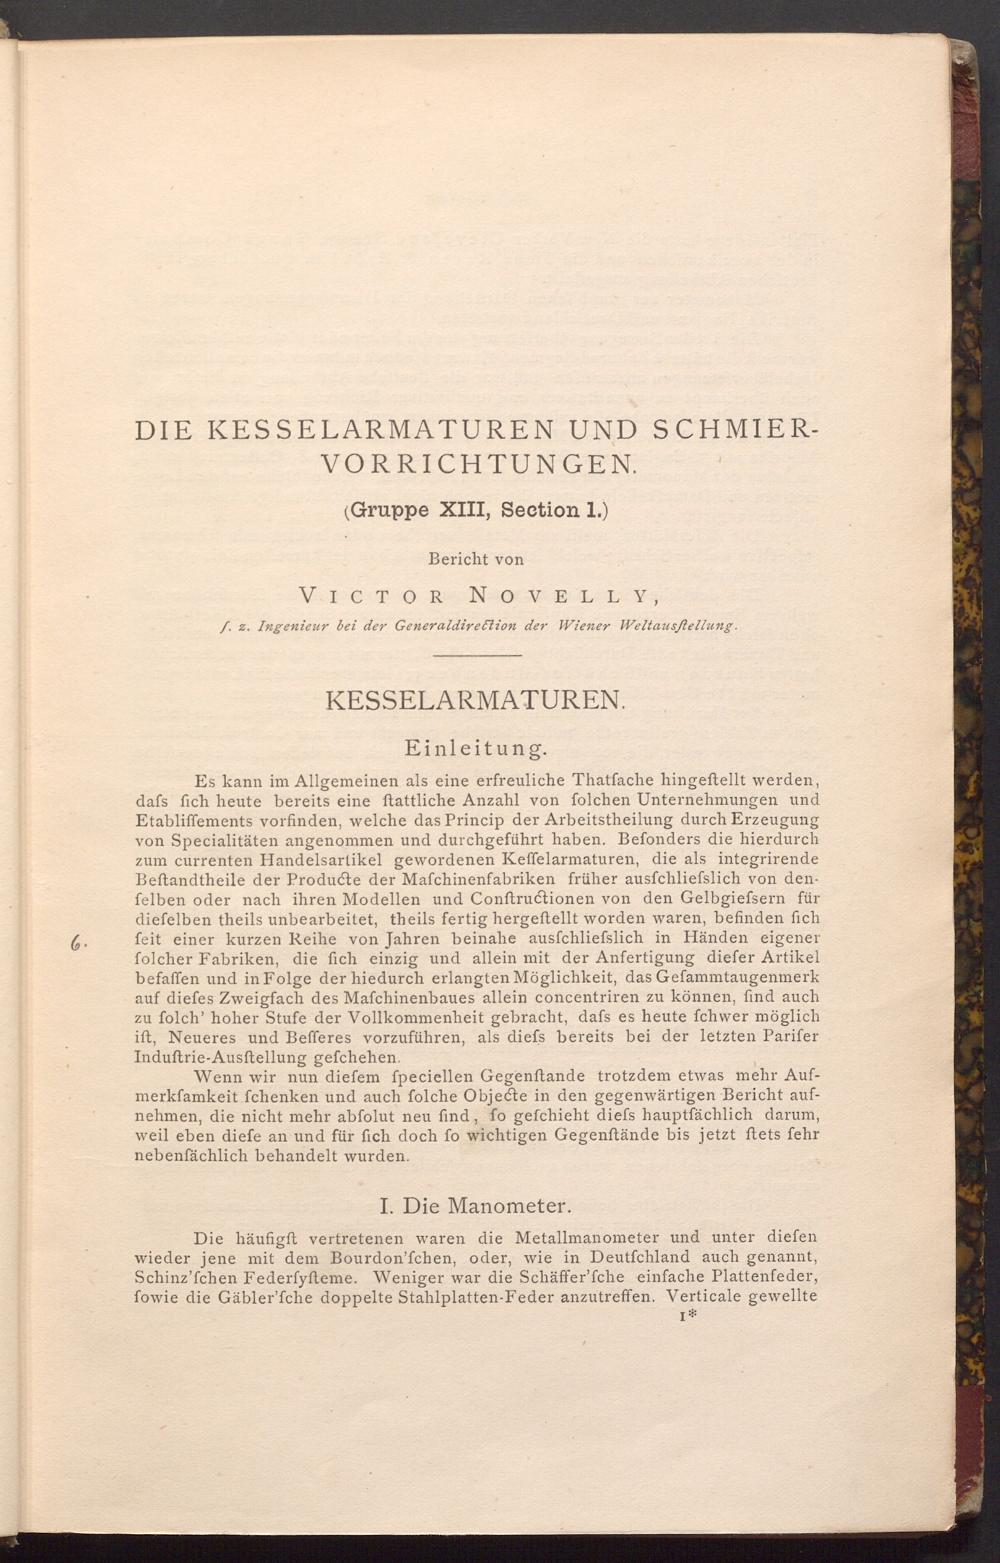 DIE KESSELARMATUREN UND SCHMIER-
VORRICHTUNGEN.
(Gruppe XIII, Section 1.)
Bericht von
VICTOR NOVELLY,
ſ. z. Ingenieur bei der Generaldirection der Wiener Weltausſtellung.
KESSELARMATUREN.
Einleitung.
Es kann im Allgemeinen als eine erfreuliche Thatſache hingeſtellt werden,
daſs ſich heute bereits eine ſtattliche Anzahl von ſolchen Unternehmungen und
Etabliſſements vorfinden, welche das Princip der Arbeitstheilung durch Erzeugung
von Specialitäten angenommen und durchgeführt haben. Beſonders die hierdurch
zum currenten Handelsartikel gewordenen Keſſelarmaturen, die als integrirende
Beſtandtheile der Producte der Maſchinenfabriken früher ausſchlieſslich von den-
ſelben oder nach ihren Modellen und Conſtructionen von den Gelbgieſsern für
dieſelben theils unbearbeitet, theils fertig hergeſtellt worden waren, befinden ſich
6. ſeit einer kurzen Reihe von Jahren beinahe ausſchlieſslich in Händen eigener
ſolcher Fabriken, die ſich einzig und allein mit der Anfertigung dieſer Artikel
befaſſen und in Folge der hiedurch erlangten Möglichkeit, das Geſammtaugenmerk
auf dieſes Zweigfach des Maſchinenbaues allein concentriren zu können, ſind auch
zu ſolch' hoher Stufe der Vollkommenheit gebracht, daſs es heute ſchwer möglich
iſt, Neueres und Beſſeres vorzuführen, als dieſs bereits bei der letzten Pariſer
Induſtrie-Ausſtellung geſchehen.
Wenn wir nun dieſem ſpeciellen Gegenſtande trotzdem etwas mehr Auf-
merkſamkeit ſchenken und auch ſolche Objecte in den gegenwärtigen Bericht auf-
nehmen, die nicht mehr abſolut neu ſind, ſo geſchieht dieſs hauptſächlich darum,
weil eben dieſe an und für ſich doch ſo wichtigen Gegenſtände bis jetzt ſtets ſehr
nebenſächlich behandelt wurden.
I. Die Manometer.
Die häufigſt vertretenen waren die Metallmanometer und unter dieſen
wieder jene mit dem Bourdon'ſchen, oder, wie in Deutſchland auch genannt,
Schinz'ſchen Federſyſteme. Weniger war die Schäffer'ſche einfache Plattenfeder,
ſowie die Gäbler'ſche doppelte Stahlplatten-Feder anzutreffen. Verticale gewellte
1*